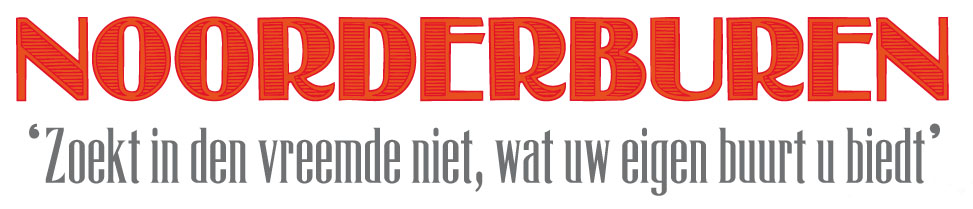 NOORDERBUREN
‘Zoekt in den vreemde niet, wat uw eigen buurt u biedt’